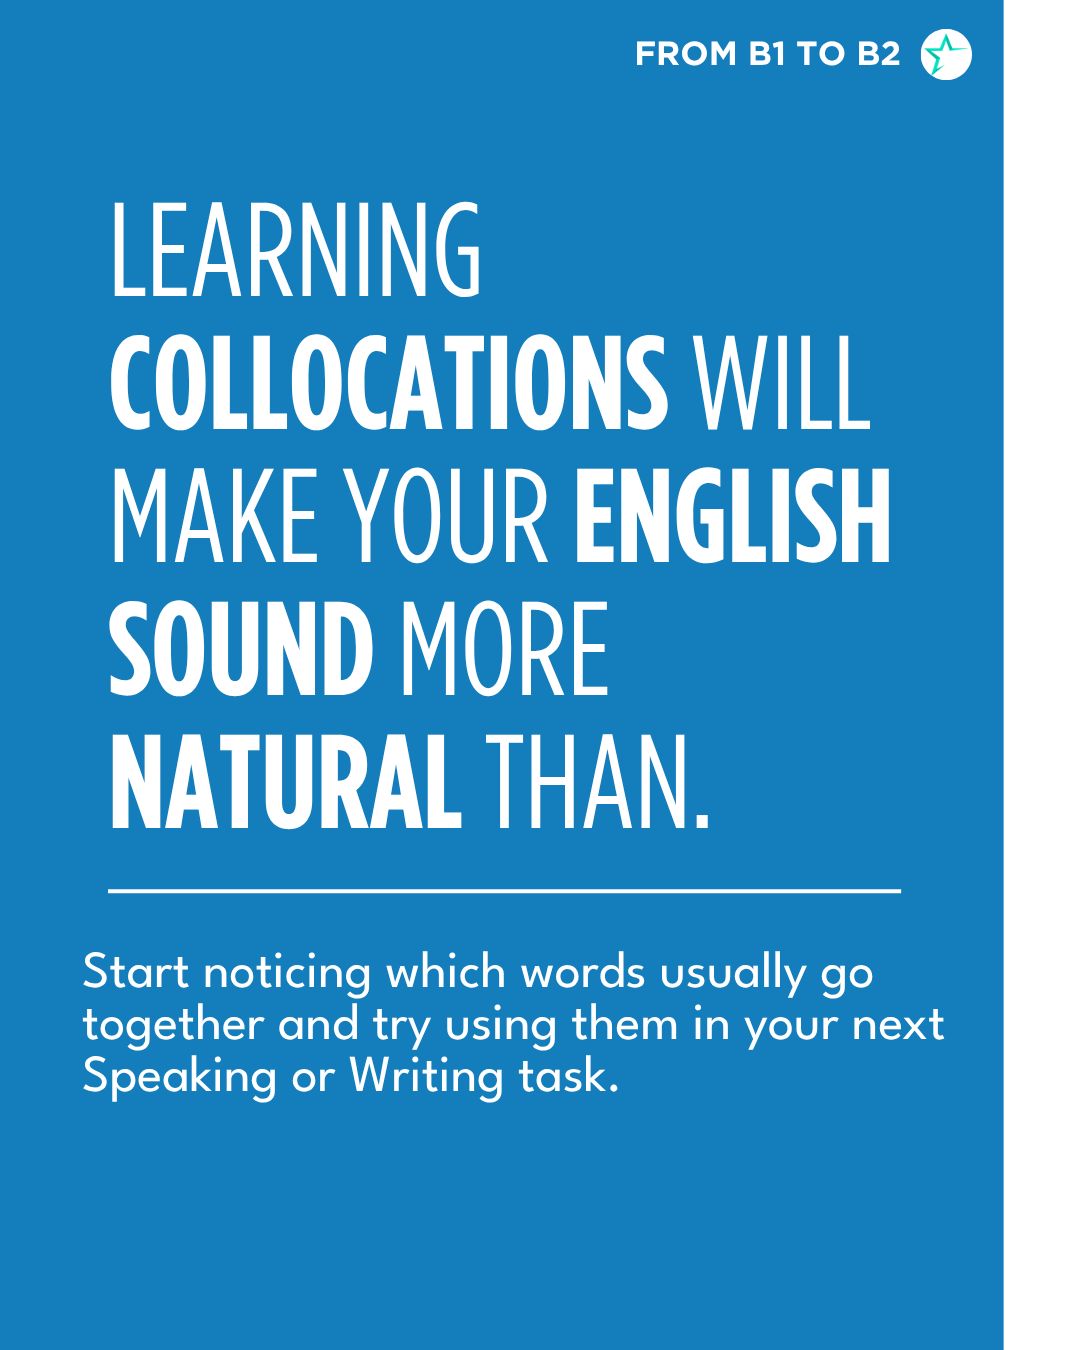 FROM B1 TO B2
LEARNING
COLLOCATIONS WILL
MAKE YOUR ENGLISH
SOUND MORE
NATURAL THAN.
Start noticing which words usually go
together and try using them in your next
Speaking or Writing task.